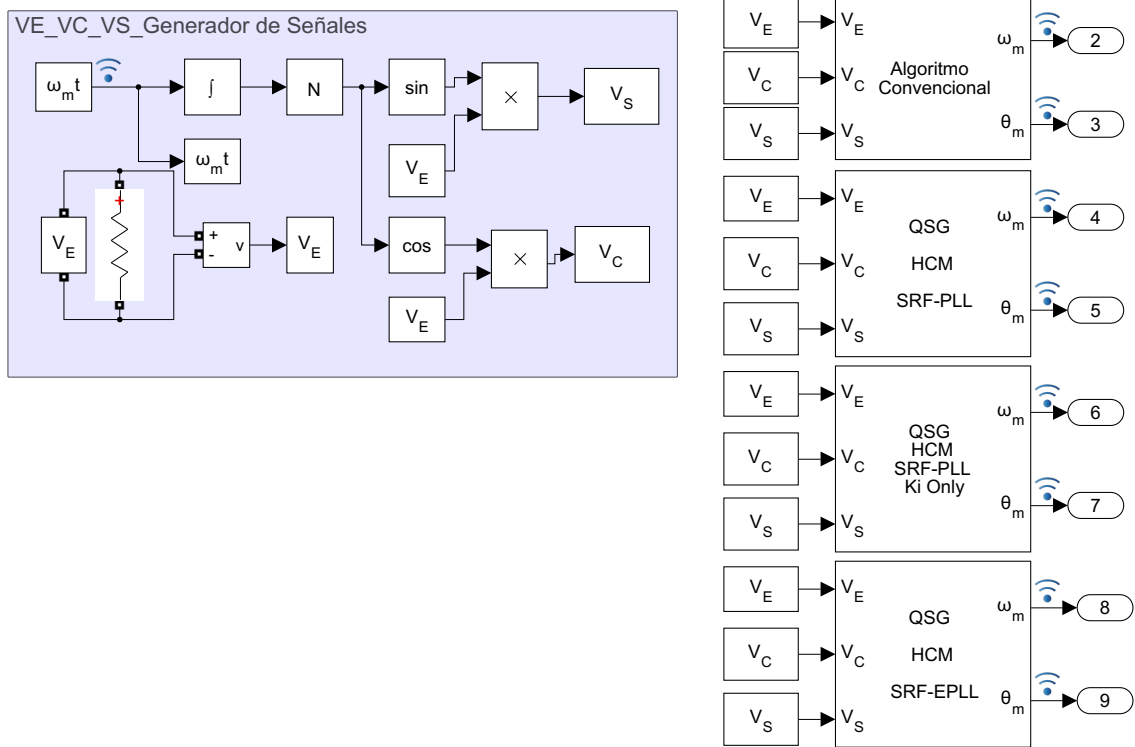 VE_VC_VS_Generador de Señales
ω_m t
∫
N
sin
×
V_S
ω_m t
V_E
V_E
+
-
v
V_E
+
cos
×
V_C
V_E
V_E
V_E
ω_m
2
V_C
V_C
Algoritmo
Convencional
V_S
V_S
θ_m
3
V_E
V_E
QSG
ω_m
4
V_C
V_C
HCM
V_S
V_S
SRF-PLL
θ_m
5
V_E
V_E
ω_m
6
V_C
V_C
QSG
HCM
SRF-PLL
Ki Only
V_S
V_S
θ_m
7
V_E
V_E
QSG
ω_m
8
V_C
V_C
HCM
V_S
V_S
SRF-EPLL
θ_m
9